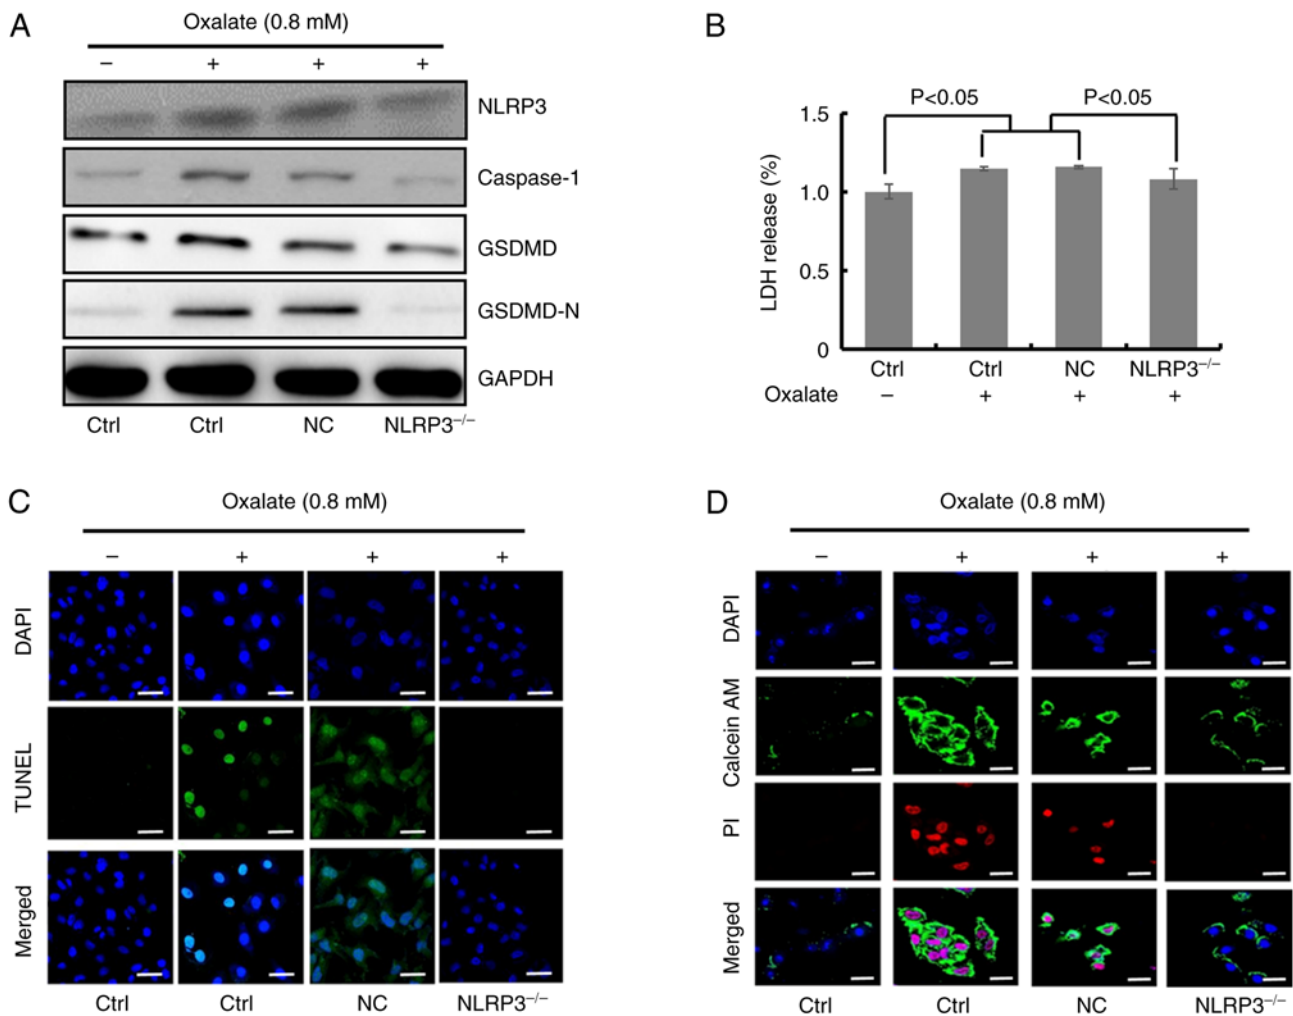 A
Oxalate (0.8 mM)
− + + +
NLRP3
Caspase-1
GSDMD
GSDMD-N
GAPDH
Ctrl Ctrl NC NLRP3−/−
B
P<0.05 P<0.05
LDH release (%)
1.5
1.0
0.5
0
Ctrl Ctrl NC NLRP3−/−
Oxalate − + + +
C
Oxalate (0.8 mM)
− + + +
DAPI
TUNEL
Merged
Ctrl Ctrl NC NLRP3−/−
D
Oxalate (0.8 mM)
− + + +
DAPI
Calcein AM
PI
Merged
Ctrl Ctrl NC NLRP3−/−